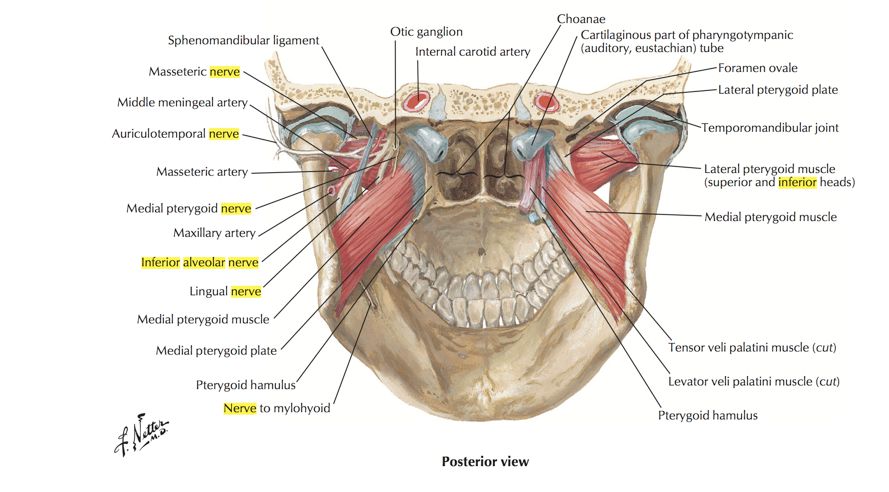 Choanae
Otic ganglion
Cartilaginous part of pharyngotympanic
(auditory, eustachian) tube
Sphenomandibular ligament
Internal carotid artery
Masseteric nerve
Foramen ovale
Middle meningeal artery
Lateral pterygoid plate
Auriculotemporal nerve
Temporomandibular joint
Masseteric artery
Lateral pterygoid muscle
(superior and inferior heads)
Medial pterygoid nerve
Medial pterygoid muscle
Maxillary artery
Inferior alveolar nerve
Lingual nerve
Medial pterygoid muscle
Medial pterygoid plate
Tensor veli palatini muscle (cut)
Pterygoid hamulus
Levator veli palatini muscle (cut)
Nerve to mylohyoid
Pterygoid hamulus
F. Netter
M.D.
Posterior view